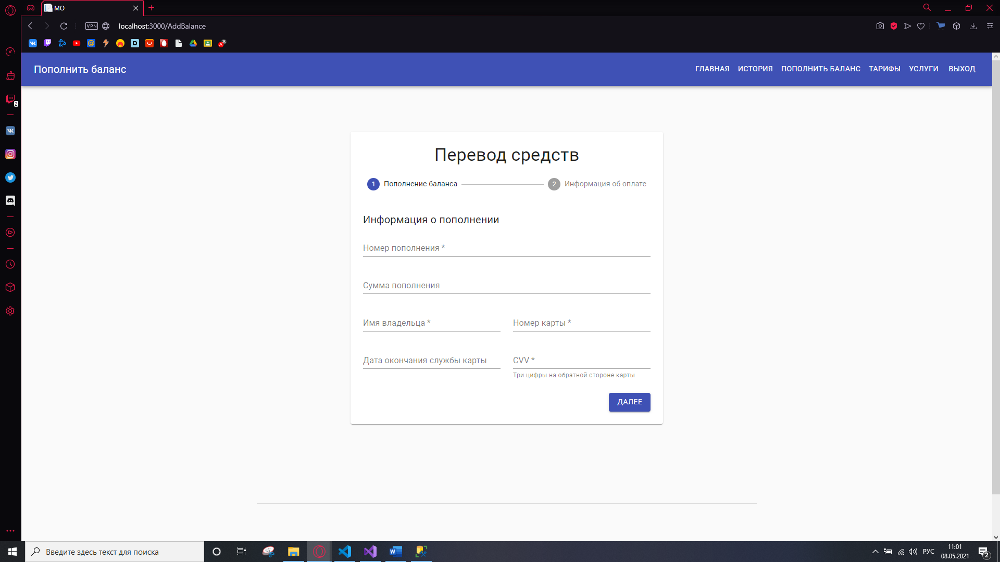 MO
VPN
localhost:3000/AddBalance
Пополнить баланс
ГЛАВНАЯ ИСТОРИЯ ПОПОЛНИТЬ БАЛАНС ТАРИФЫ УСЛУГИ ВЫХОД
2
Перевод средств
1 Пополнение баланса
2 Информация об оплате
Информация о пополнении
Номер пополнения *
Сумма пополнения
Имя владельца *
Номер карты *
Дата окончания службы карты
CVV *
Три цифры на обратной стороне карты
ДАЛЕЕ
Введите здесь текст для поиска
РУС
11:01
08.05.2021
2